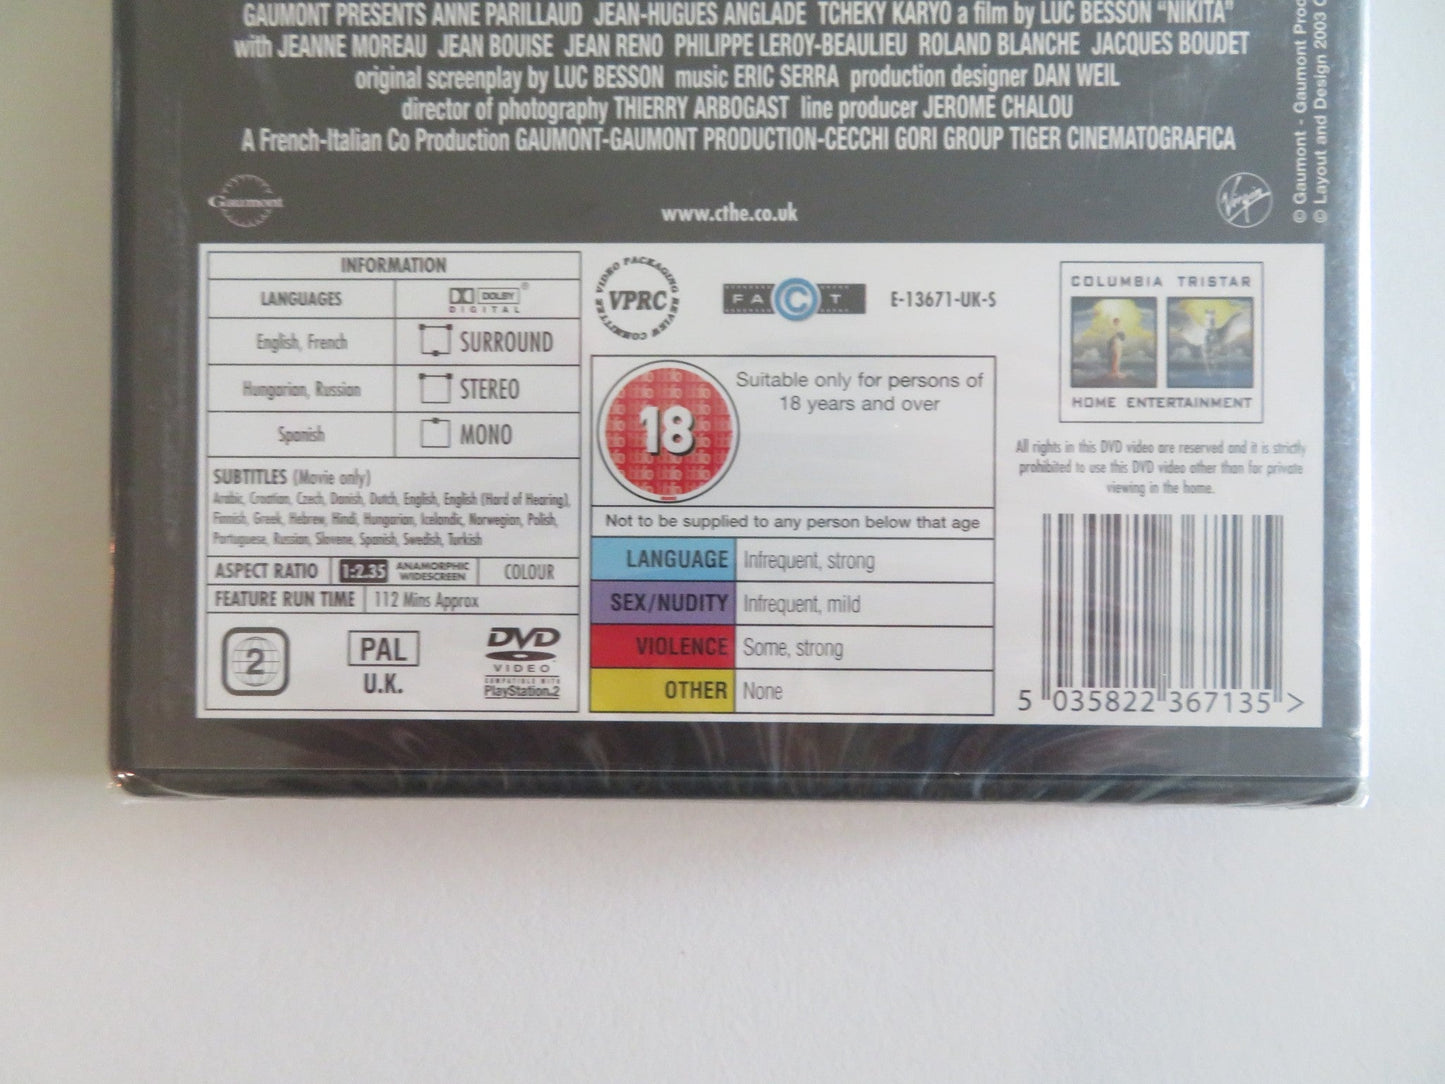 GAUMONT PRESENTS ANNE PARILLAUD JEAN-HUGUES ANGLADE TCHEKY KARYO a film by LUC BESSON "NIKITA"
with JEANNE MOREAU JEAN BOUISE JEAN RENO PHILIPPE LEROY-BEAULIEU ROLAND BLANCHE JACQUES BOUDET
original screenplay by LUC BESSON music ERIC SERRA production designer DAN WEIL
director of photography THIERRY ARBOGAST line producer JEROME CHALOU
A French-Italian Co Production GAUMONT-GAUMONT PRODUCTION-CECCHI GORI GROUP TIGER CINEMATOGRAFICA
© Gaumont - Gaumont Prod
© Layout and Design 2003 C
Gaumont
www.cthe.co.uk
Virgin
INFORMATION
LANGUAGES
DOLBY®
DIGITAL
English, French
SURROUND
Hungarian, Russian
STEREO
Spanish
MONO
SUBTITLES (Movie only)
Arabic, Croatian, Czech, Danish, Dutch, English, English (Hard of Hearing),
Finnish, Greek, Hebrew, Hindi, Hungarian, Icelandic, Norwegian, Polish,
Portuguese, Russian, Slovene, Spanish, Swedish, Turkish
ASPECT RATIO 1:2.35 ANAMORPHIC
WIDESCREEN
COLOUR
FEATURE RUN TIME 112 Mins Approx
2
PAL
U.K.
DVD
VIDEO
COMPATIBLE WITH
PlayStation.2
VIDEO PACKAGING REVIEW COMMITTEE
VPRC
FACT
E-13671-UK-S
18
Suitable only for persons of
18 years and over
Not to be supplied to any person below that age
LANGUAGE Infrequent, strong
SEX/NUDITY Infrequent, mild
VIOLENCE Some, strong
OTHER None
COLUMBIA TRISTAR
HOME ENTERTAINMENT
All rights in this DVD video are reserved and it is strictly
prohibited to use this DVD video other than for private
viewing in the home.
5 035822 367135 >